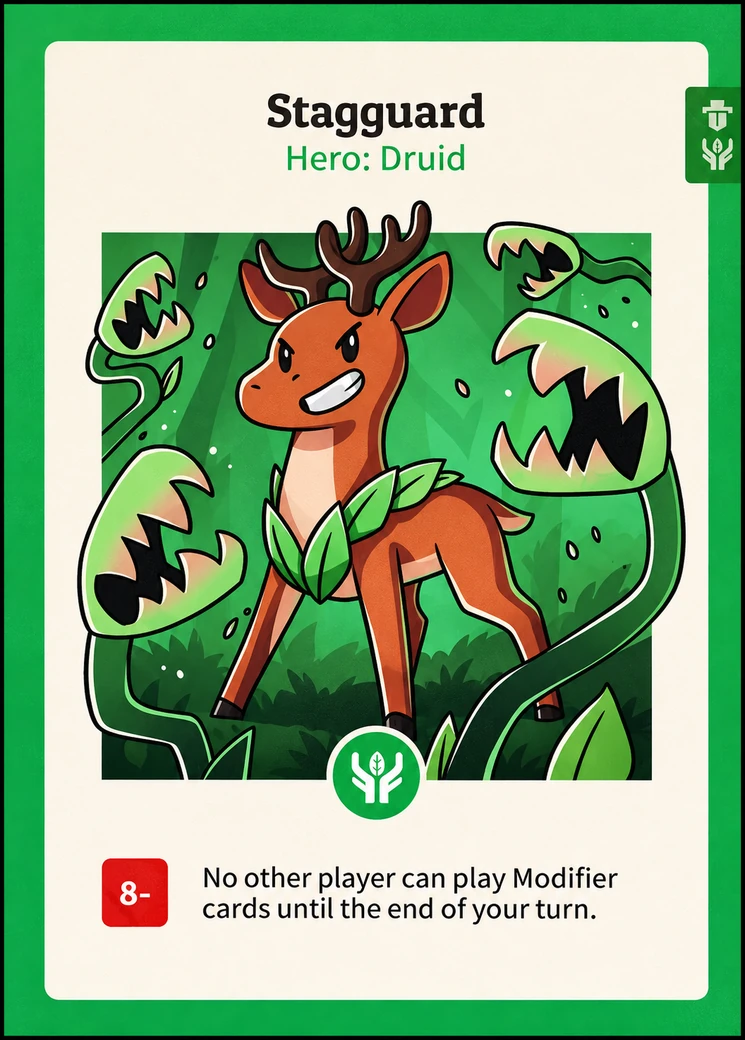 Stagguard
Hero: Druid
8-
No other player can play Modifier
cards until the end of your turn.